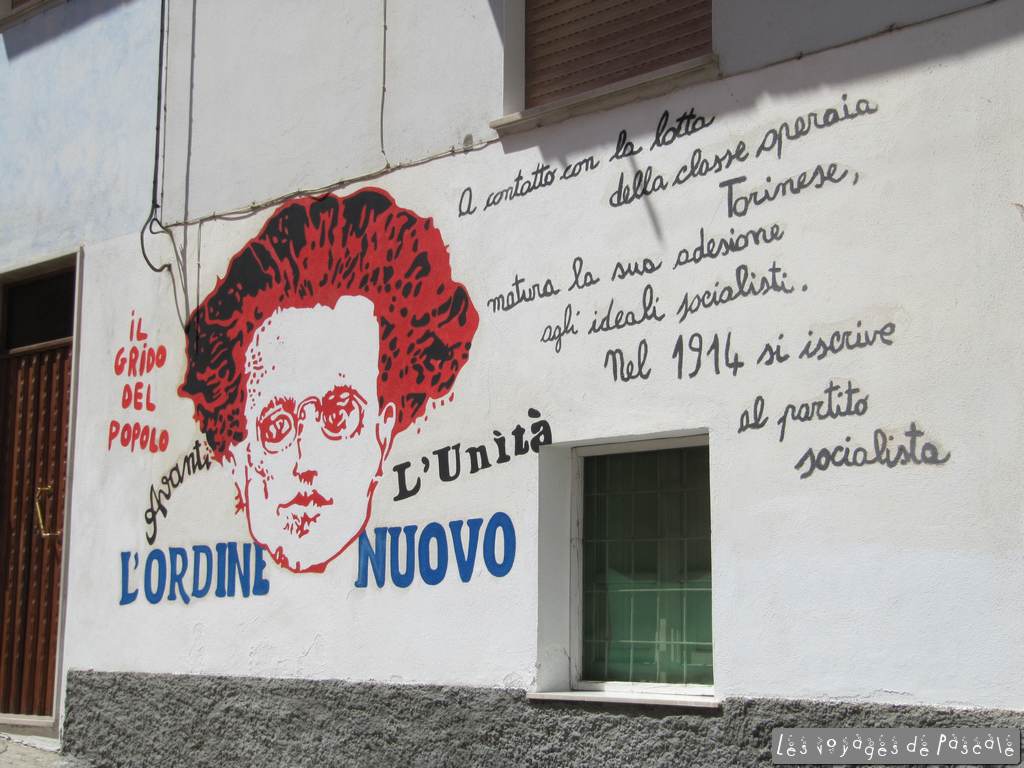 A contatto con la lotta
della classe operaia
Torinese,
matura la sua adesione
agli ideali socialisti.
Nel 1914 si iscrive
al partito
socialista
iL
GRiDO
DEL
POPOLO
Avanti
L'Unità
L'ORDINE NUOVO
Les voyages de Pascale